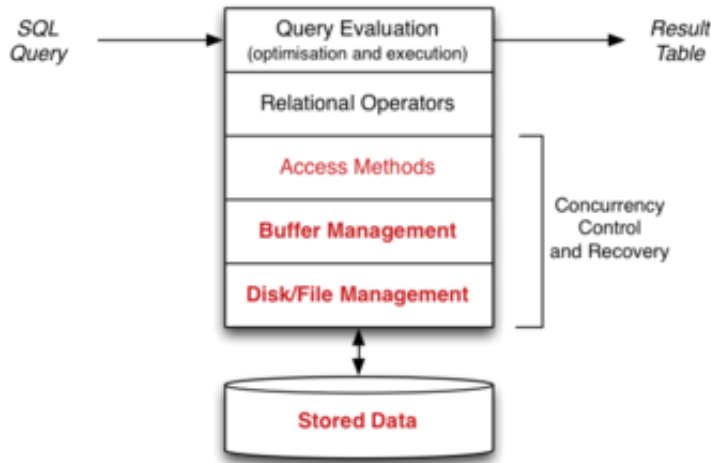 SQL
Query
Query Evaluation
(optimisation and execution)
Result
Table
Relational Operators
Access Methods
Buffer Management
Disk/File Management
Concurrency
Control
and Recovery
Stored Data